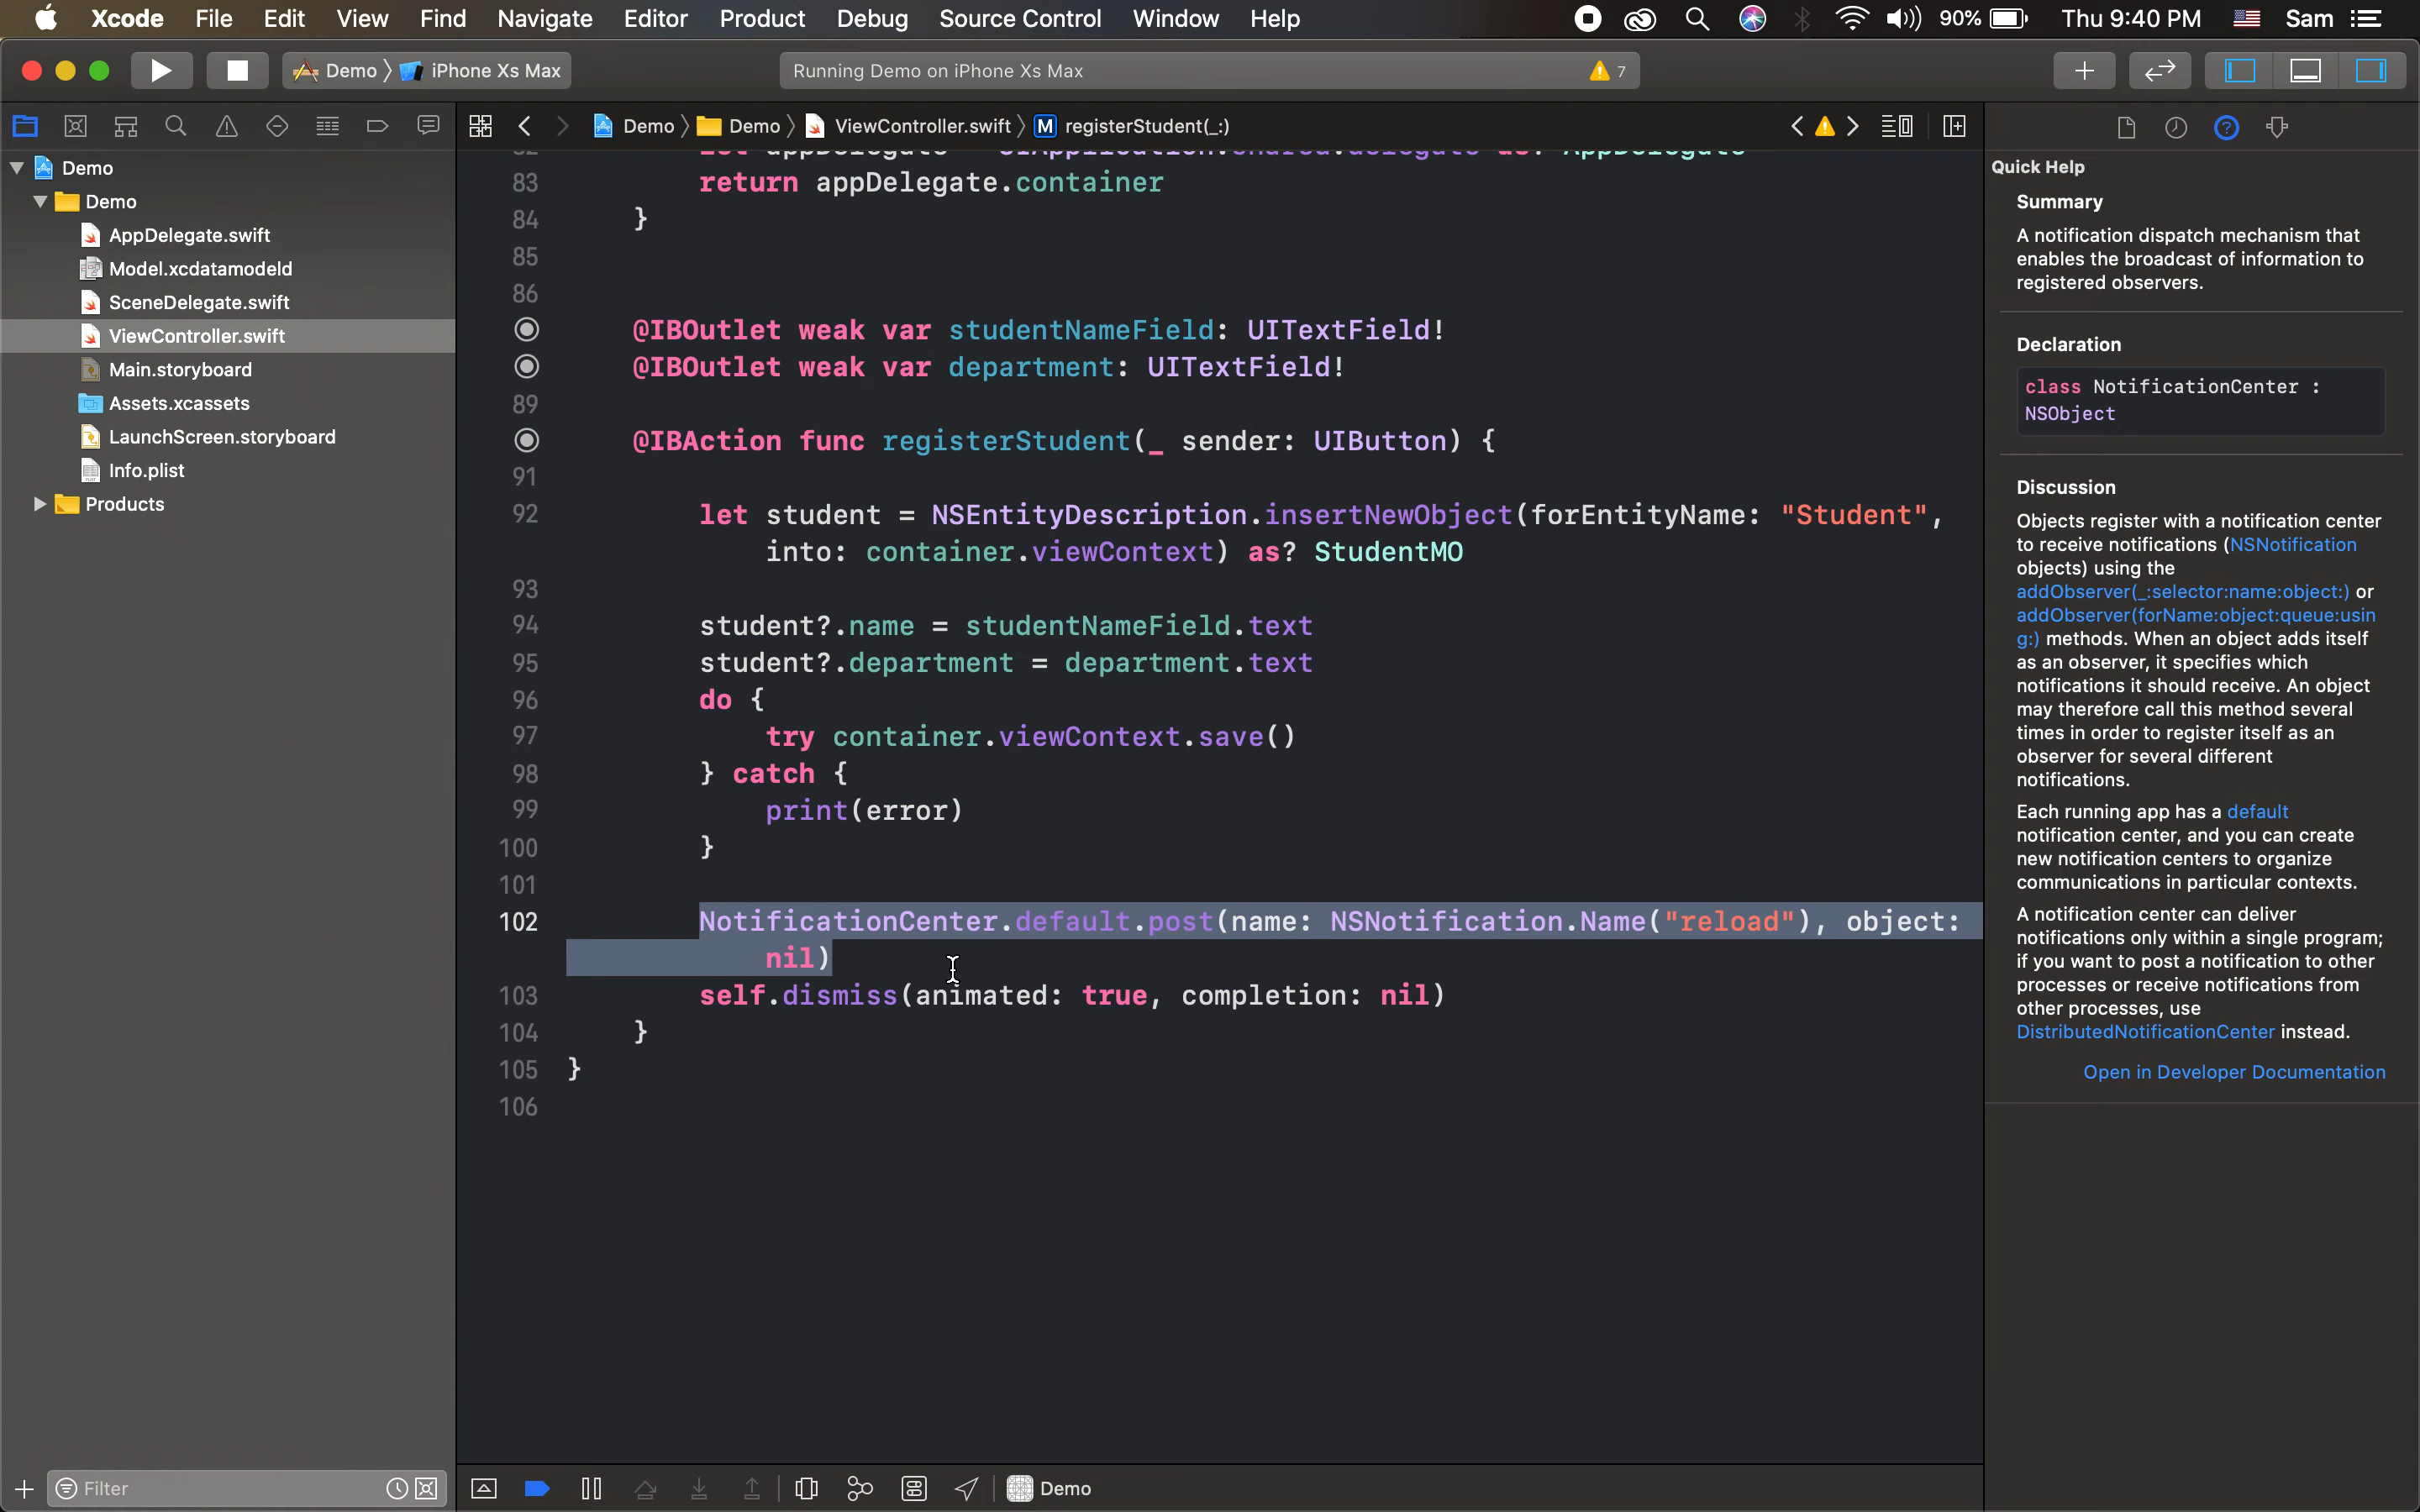 Xcode File Edit View Find Navigate Editor Product Debug Source Control Window Help 90% Thu 9:40 PM Sam
Demo iPhone Xs Max Running Demo on iPhone Xs Max 7
Demo Demo ViewController.swift M registerStudent(_:)
Demo
Demo
AppDelegate.swift
Model.xcdatamodeld
SceneDelegate.swift
ViewController.swift
Main.storyboard
Assets.xcassets
LaunchScreen.storyboard
Info.plist
Products
Filter
83 return appDelegate.container
84 }
85
86
@IBOutlet weak var studentNameField: UITextField!
@IBOutlet weak var department: UITextField!
89
@IBAction func registerStudent(_ sender: UIButton) {
91
92 let student = NSEntityDescription.insertNewObject(forEntityName: "Student",
into: container.viewContext) as? StudentMO
93
94 student?.name = studentNameField.text
95 student?.department = department.text
96 do {
97 try container.viewContext.save()
98 } catch {
99 print(error)
100 }
101
102 NotificationCenter.default.post(name: NSNotification.Name("reload"), object:
nil)
103 self.dismiss(animated: true, completion: nil)
104 }
105 }
106
Demo
Quick Help
Summary
A notification dispatch mechanism that
enables the broadcast of information to
registered observers.
Declaration
class NotificationCenter :
NSObject
Discussion
Objects register with a notification center
to receive notifications (NSNotification
objects) using the
addObserver(_:selector:name:object:) or
addObserver(forName:object:queue:usin
g:) methods. When an object adds itself
as an observer, it specifies which
notifications it should receive. An object
may therefore call this method several
times in order to register itself as an
observer for several different
notifications.
Each running app has a default
notification center, and you can create
new notification centers to organize
communications in particular contexts.
A notification center can deliver
notifications only within a single program;
if you want to post a notification to other
processes or receive notifications from
other processes, use
DistributedNotificationCenter instead.
Open in Developer Documentation